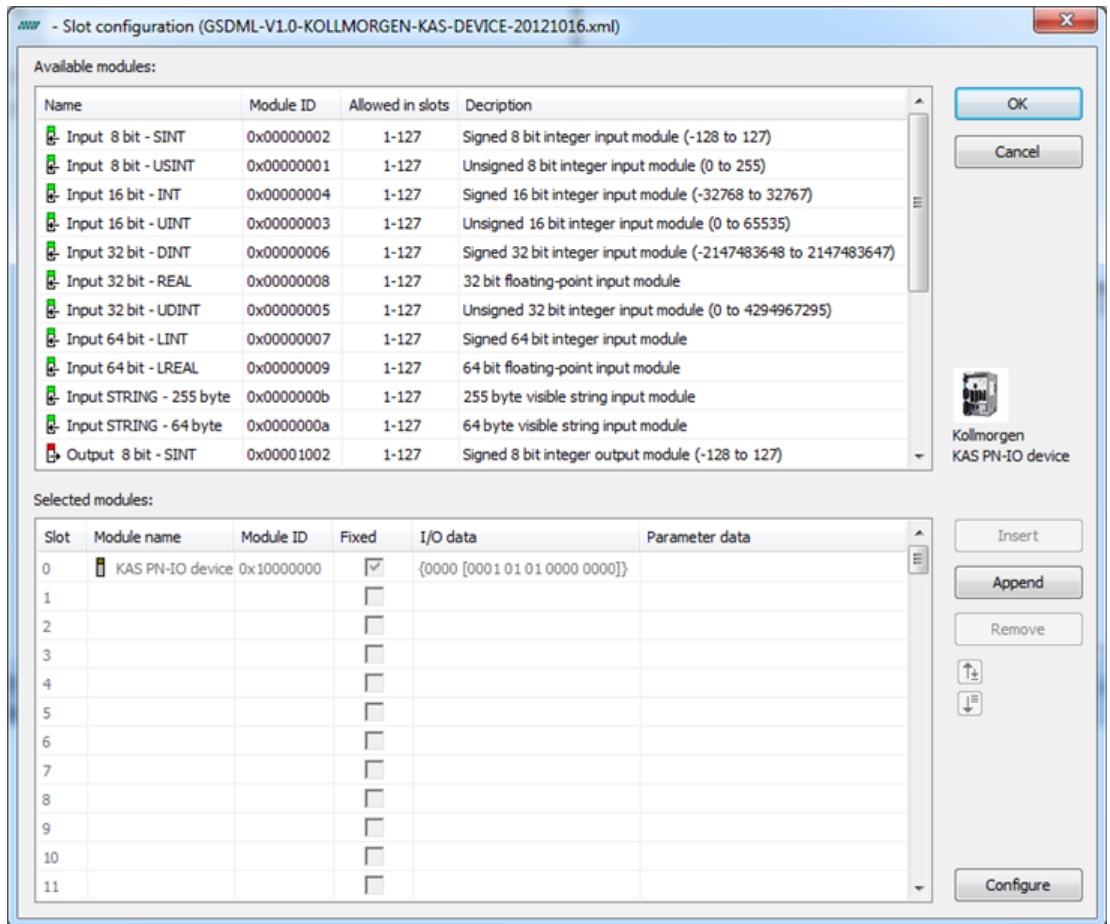 - Slot configuration (GSDML-V1.0-KOLLMORGEN-KAS-DEVICE-20121016.xml)
Available modules:
Name Module ID Allowed in slots Decription
Input 8 bit - SINT 0x00000002 1-127 Signed 8 bit integer input module (-128 to 127)
Input 8 bit - USINT 0x00000001 1-127 Unsigned 8 bit integer input module (0 to 255)
Input 16 bit - INT 0x00000004 1-127 Signed 16 bit integer input module (-32768 to 32767)
Input 16 bit - UINT 0x00000003 1-127 Unsigned 16 bit integer input module (0 to 65535)
Input 32 bit - DINT 0x00000006 1-127 Signed 32 bit integer input module (-2147483648 to 2147483647)
Input 32 bit - REAL 0x00000008 1-127 32 bit floating-point input module
Input 32 bit - UDINT 0x00000005 1-127 Unsigned 32 bit integer input module (0 to 4294967295)
Input 64 bit - LINT 0x00000007 1-127 Signed 64 bit integer input module
Input 64 bit - LREAL 0x00000009 1-127 64 bit floating-point input module
Input STRING - 255 byte 0x0000000b 1-127 255 byte visible string input module
Input STRING - 64 byte 0x0000000a 1-127 64 byte visible string input module
Output 8 bit - SINT 0x00001002 1-127 Signed 8 bit integer output module (-128 to 127)
OK
Cancel
Kollmorgen
KAS PN-IO device
Selected modules:
Slot Module name Module ID Fixed I/O data Parameter data
0 KAS PN-IO device 0x10000000 {0000 [0001 01 01 0000 0000]}
1
2
3
4
5
6
7
8
9
10
11
Insert
Append
Remove
Configure